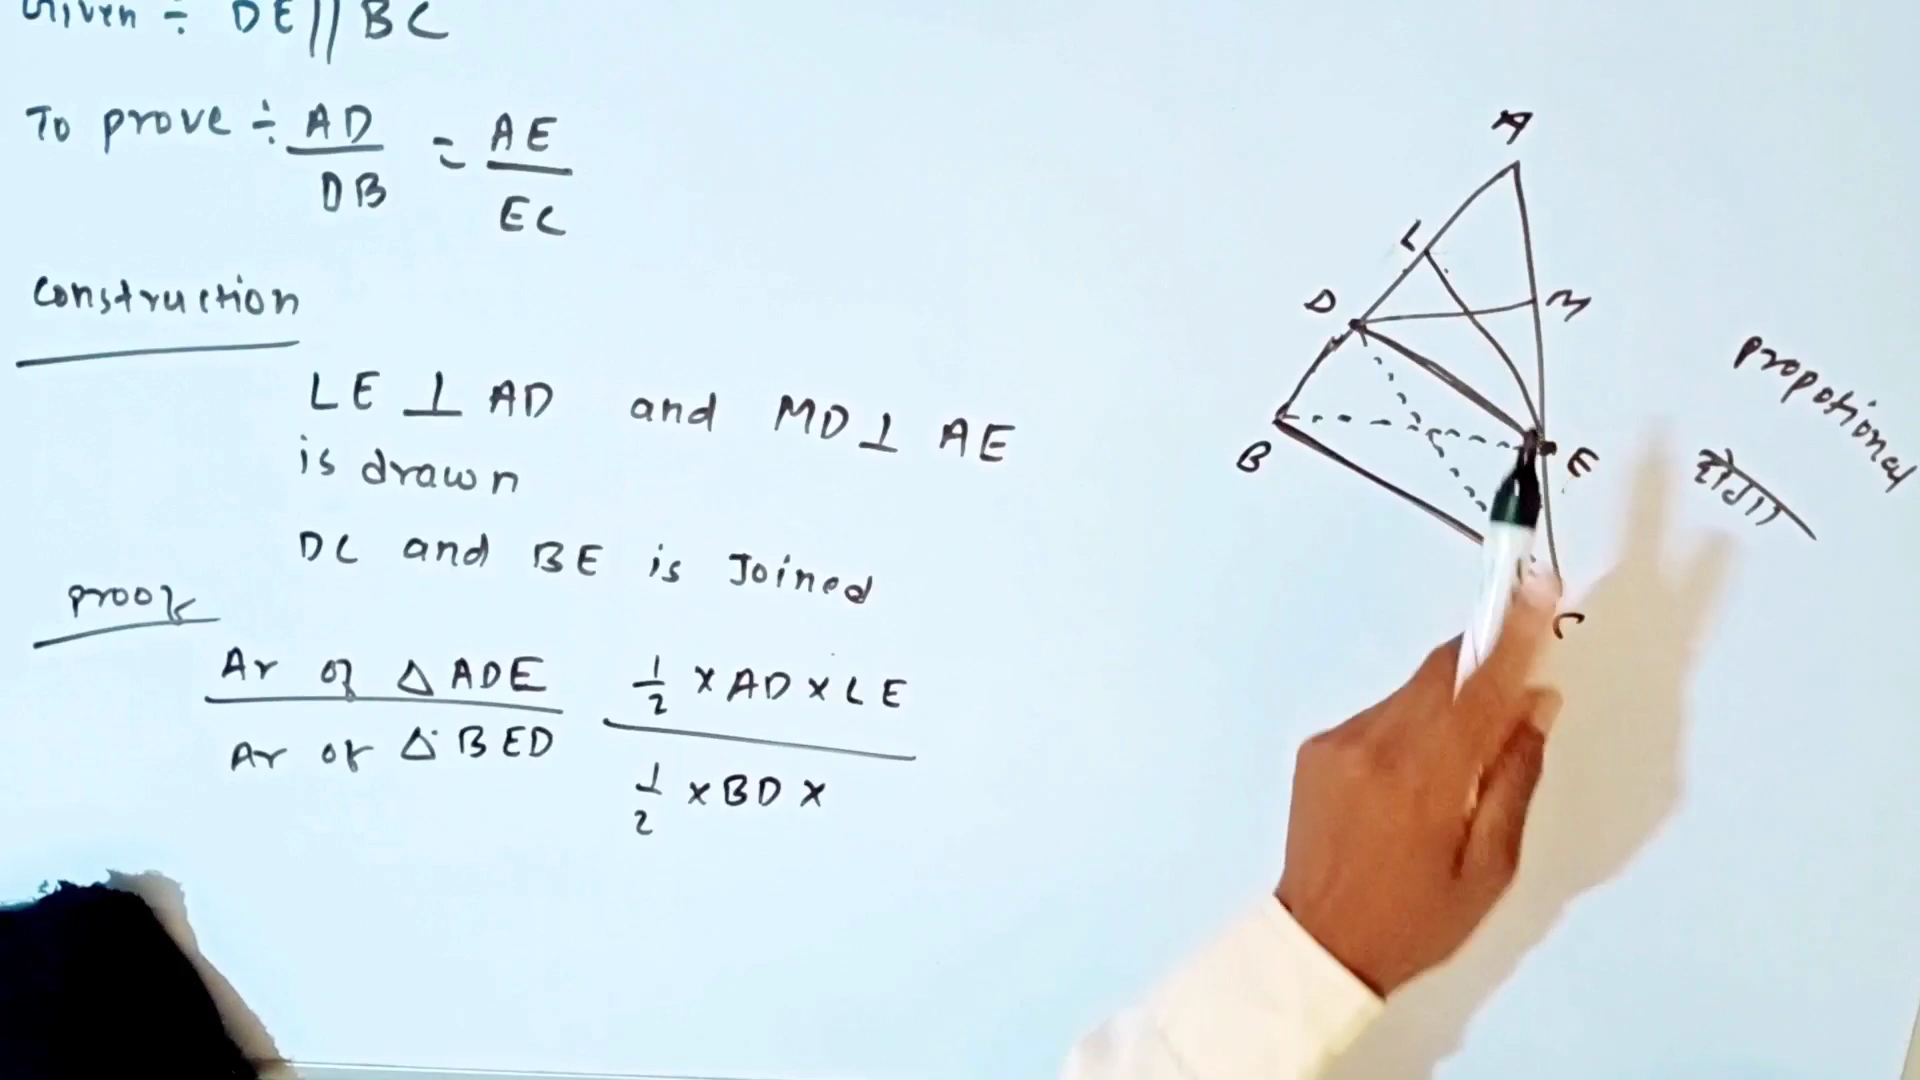 Given ÷ DE||BC
To prove ÷ AD/DB = AE/EC
construction
LE ⊥ AD and MD ⊥ AE
is drawn
DC and BE is Joined
proof
Ar of △ADE / Ar of △BED 1/2 × AD × LE / 1/2 × BD ×
A
L
D
M
B
E
C
propotional
होगा